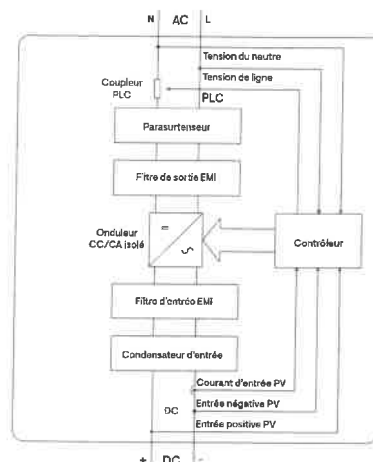 N AC L
Tension du neutre
Coupleur
PLC
Tension de ligne
PLC
Parasurtenseur
Filtre de sortie EMI
Onduleur
CC/CA isolé
Contrôleur
Filtre d'entrée EMI
Condensateur d'entrée
Courant d'entrée PV
DC
Entrée négative PV
Entrée positive PV
+ DC -